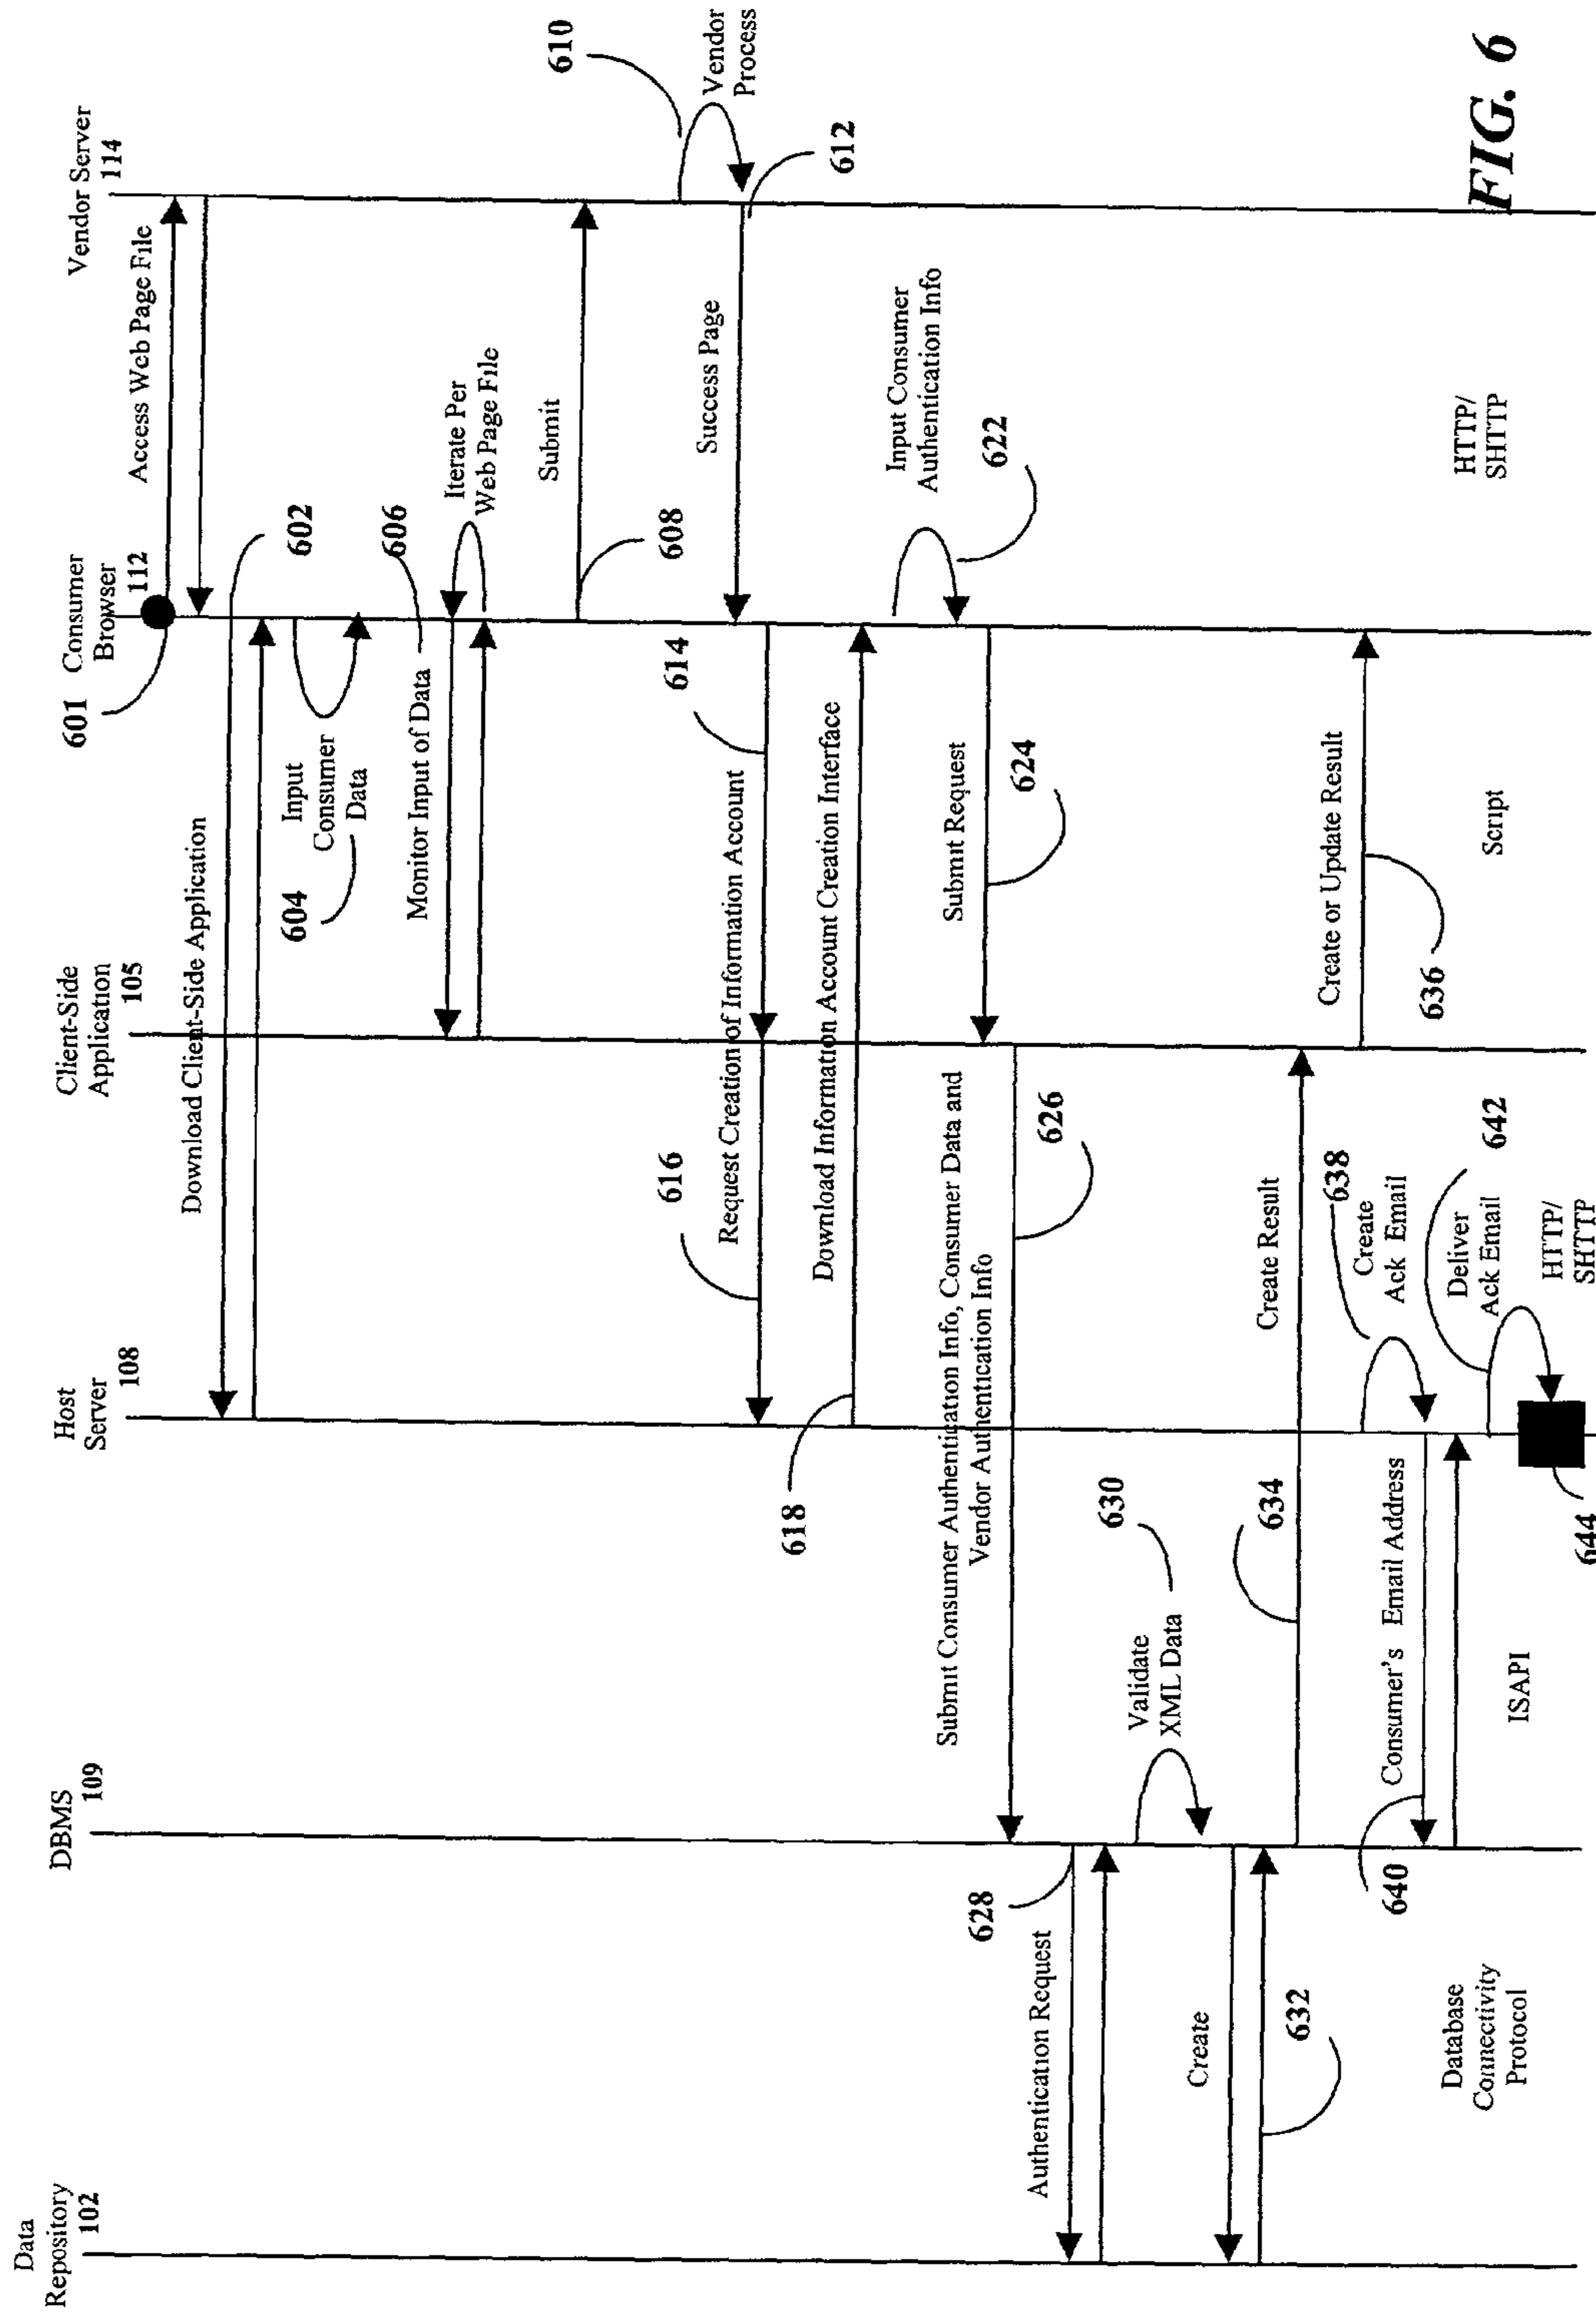 Data
Repository
102
DBMS
109
Host
Server
108
Client-Side
Application
105
601
Consumer
Browser
112
Vendor Server
114
Access Web Page File
Download Client-Side Application
602
Input
Consumer
Data
604
606
Monitor Input of Data
Iterate Per
Web Page File
Submit
608
610
Vendor
Process
612
Success Page
614
616
Request Creation of Information Account
618
Download Information Account Creation Interface
Input Consumer
Authentication Info
622
Submit Request
624
Submit Consumer Authentication Info, Consumer Data and
Vendor Authentication Info
626
628
Authentication Request
630
Validate
XML Data
Create
632
634
Create Result
Create or Update Result
636
638
Create
Ack Email
Consumer's Email Address
640
Deliver
Ack Email
642
644
Database
Connectivity
Protocol
ISAPI
HTTP/
SHTTP
Script
HTTP/
SHTTP
FIG. 6